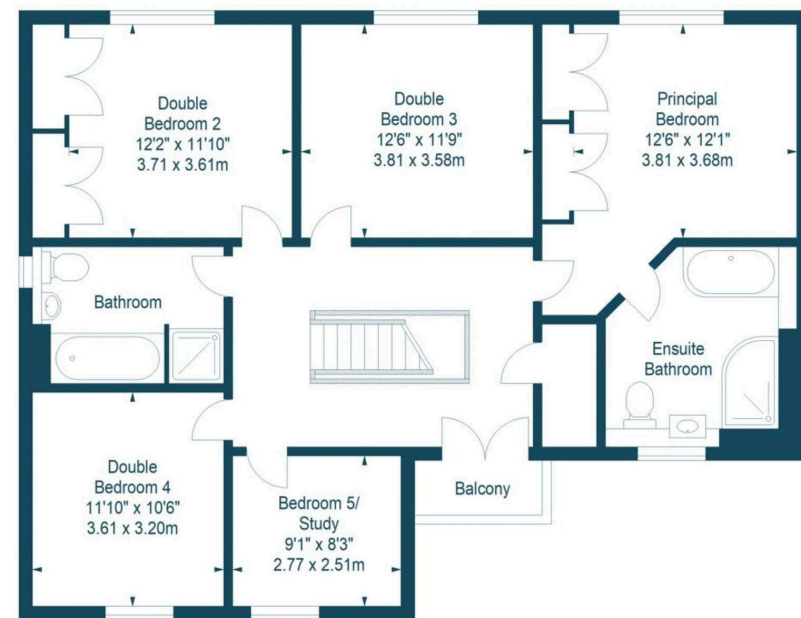 Double
Bedroom 2
12'2" x 11'10"
3.71 x 3.61m
Double
Bedroom 3
12'6" x 11'9"
3.81 x 3.58m
Principal
Bedroom
12'6" x 12'1"
3.81 x 3.68m
Bathroom
Ensuite
Bathroom
Double
Bedroom 4
11'10" x 10'6"
3.61 x 3.20m
Bedroom 5/
Study
9'1" x 8'3"
2.77 x 2.51m
Balcony